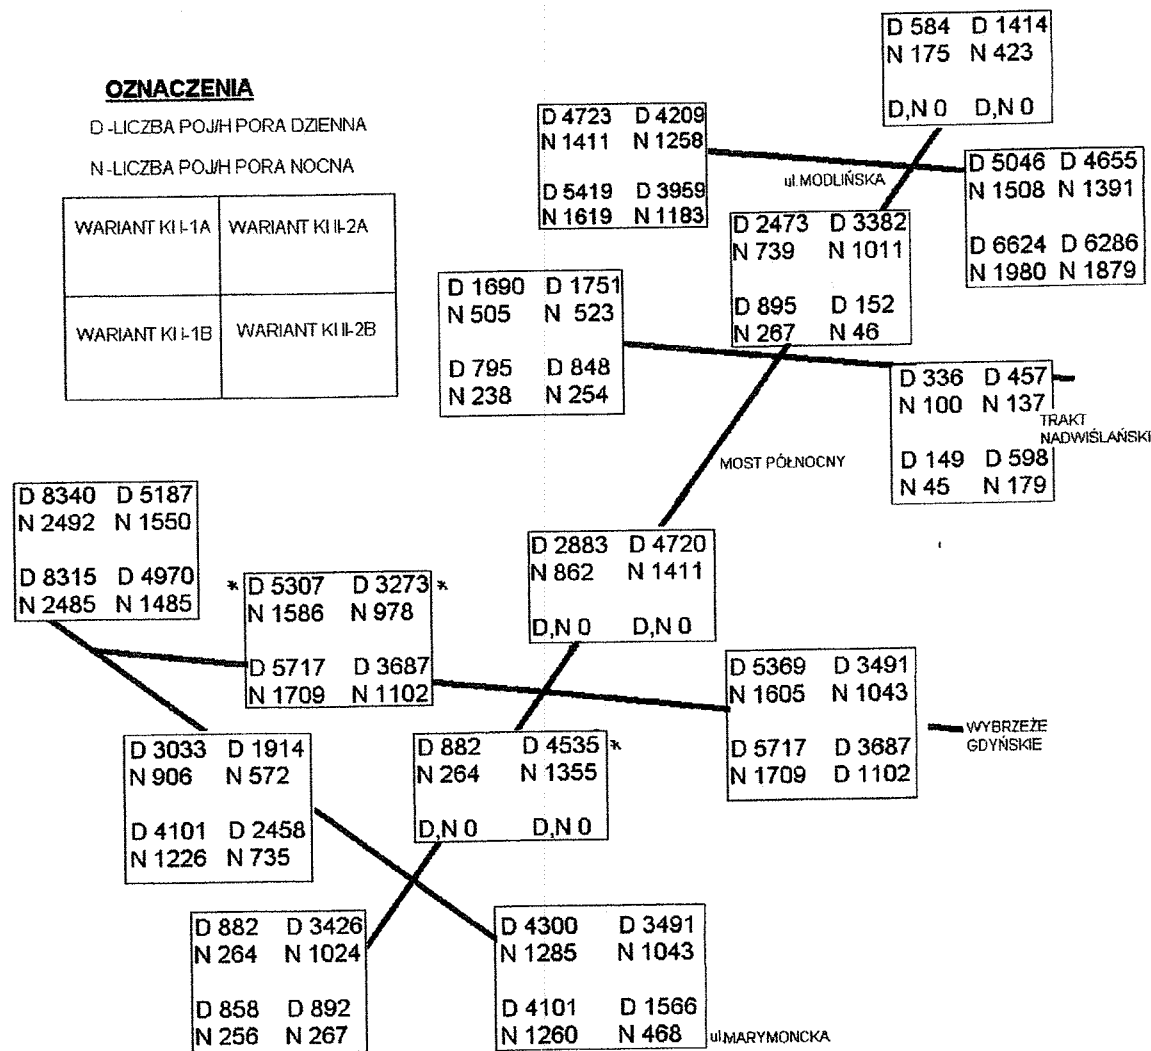 D 584 D 1414
N 175 N 423
D,N 0 D,N 0
OZNACZENIA
D -LICZBA POJ/H PORA DZIENNA
N -LICZBA POJ/H PORA NOCNA
WARIANT KI I-1A WARIANT KI II-2A
WARIANT KI I-1B WARIANT KI II-2B
D 4723 D 4209
N 1411 N 1258
D 5419 D 3959
N 1619 N 1183
ul.MODLIŃSKA
D 5046 D 4655
N 1508 N 1391
D 6624 D 6286
N 1980 N 1879
D 2473 D 3382
N 739 N 1011
D 895 D 152
N 267 N 46
D 1690 D 1751
N 505 N 523
D 795 D 848
N 238 N 254
D 336 D 457
N 100 N 137
D 149 D 598
N 45 N 179
TRAKT
NADWIŚLAŃSKI
MOST PÓŁNOCNY
D 8340 D 5187
N 2492 N 1550
D 8315 D 4970
N 2485 N 1485
D 2883 D 4720
N 862 N 1411
D,N 0 D,N 0
* D 5307 D 3273 *
N 1586 N 978
D 5717 D 3687
N 1709 N 1102
D 5369 D 3491
N 1605 N 1043
D 5717 D 3687
N 1709 D 1102
WYBRZEŻE
GDYŃSKIE
D 3033 D 1914
N 906 N 572
D 4101 D 2458
N 1226 N 735
D 882 D 4535 *
N 264 N 1355
D,N 0 D,N 0
D 882 D 3426
N 264 N 1024
D 858 D 892
N 256 N 267
D 4300 D 3491
N 1285 N 1043
D 4101 D 1566
N 1260 N 468
ul.MARYMONCKA